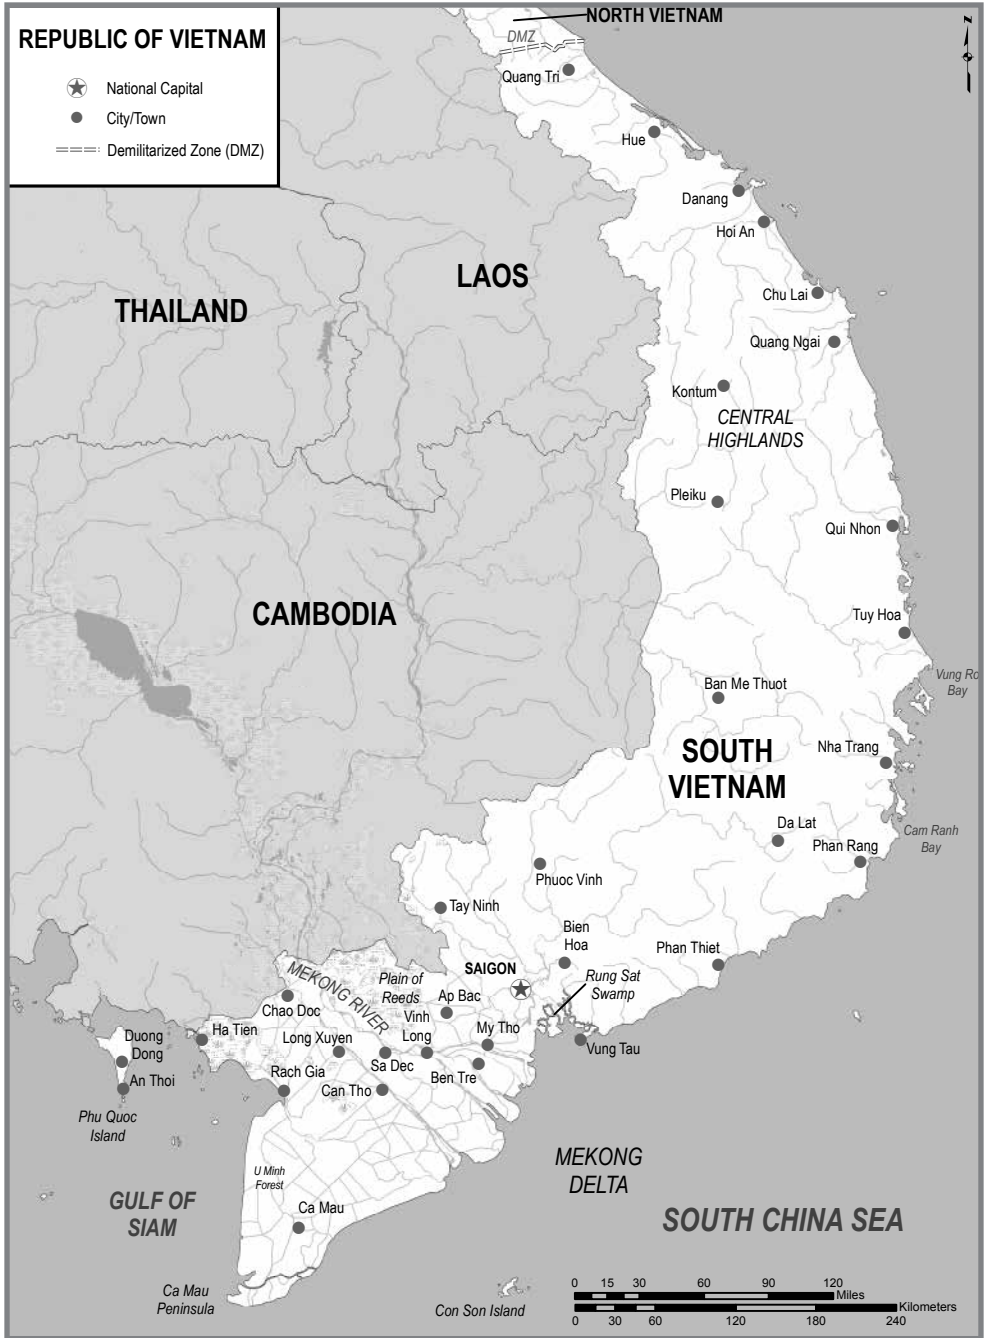 REPUBLIC OF VIETNAM
National Capital
City/Town
Demilitarized Zone (DMZ)
NORTH VIETNAM
DMZ
N
Quang Tri
Hue
Danang
Hoi An
LAOS
THAILAND
Chu Lai
Quang Ngai
Kontum
CENTRAL
HIGHLANDS
Pleiku
Qui Nhon
CAMBODIA
Tuy Hoa
Vung Ro
Bay
Ban Me Thuot
SOUTH
VIETNAM
Nha Trang
Da Lat
Cam Ranh
Bay
Phan Rang
Phuoc Vinh
Tay Ninh
Bien
Hoa
Phan Thiet
SAIGON
Rung Sat
Swamp
MEKONG RIVER
Plain of
Reeds
Ap Bac
Chao Doc
Vinh
Long
Ha Tien
Duong
Dong
Long Xuyen
My Tho
Vung Tau
Sa Dec
Ben Tre
An Thoi
Rach Gia
Can Tho
Phu Quoc
Island
U Minh
Forest
MEKONG
DELTA
GULF OF
SIAM
Ca Mau
SOUTH CHINA SEA
Ca Mau
Peninsula
Con Son Island
0 15 30 60 90 120
Miles
Kilometers
0 30 60 120 180 240